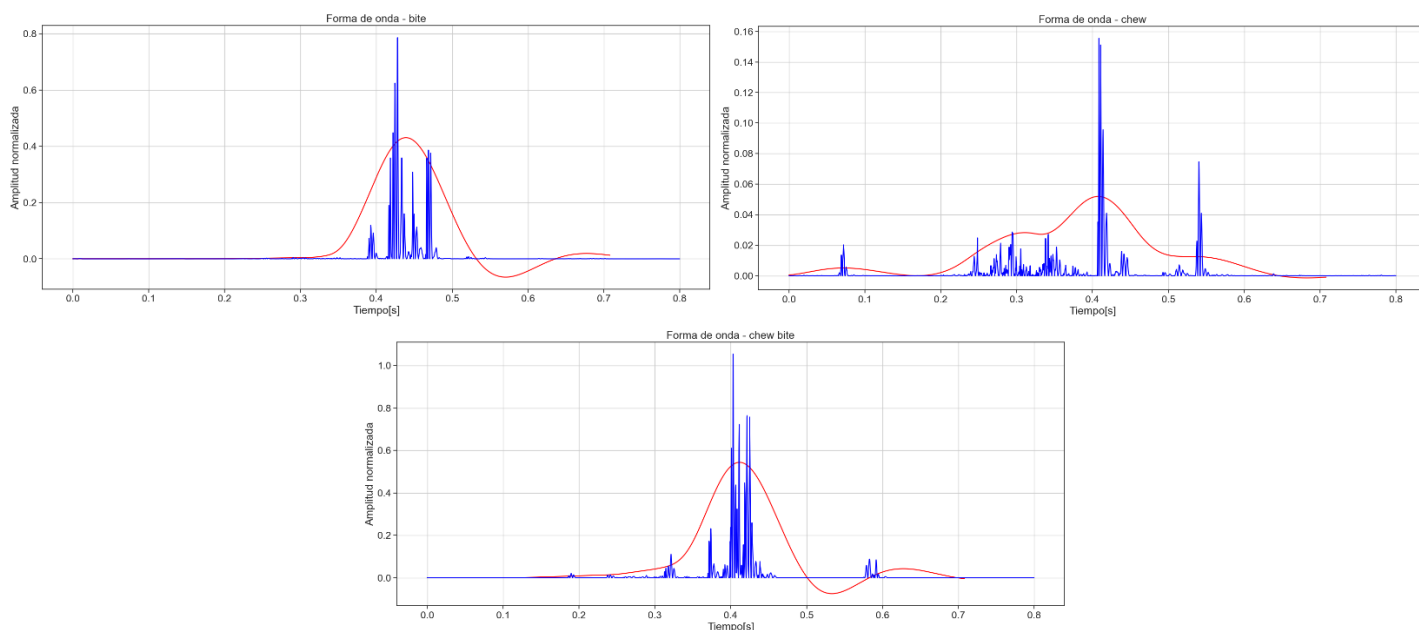 Forma de onda - bite
Amplitud normalizada
0.8
0.6
0.4
0.2
0.0
0.0 0.1 0.2 0.3 0.4 0.5 0.6 0.7 0.8
Tiempo[s]
Forma de onda - chew
Amplitud normalizada
0.16
0.14
0.12
0.10
0.08
0.06
0.04
0.02
0.00
0.0 0.1 0.2 0.3 0.4 0.5 0.6 0.7 0.8
Tiempo[s]
Forma de onda - chew bite
Amplitud normalizada
1.0
0.8
0.6
0.4
0.2
0.0
0.0 0.1 0.2 0.3 0.4 0.5 0.6 0.7 0.8
Tiempo[s]